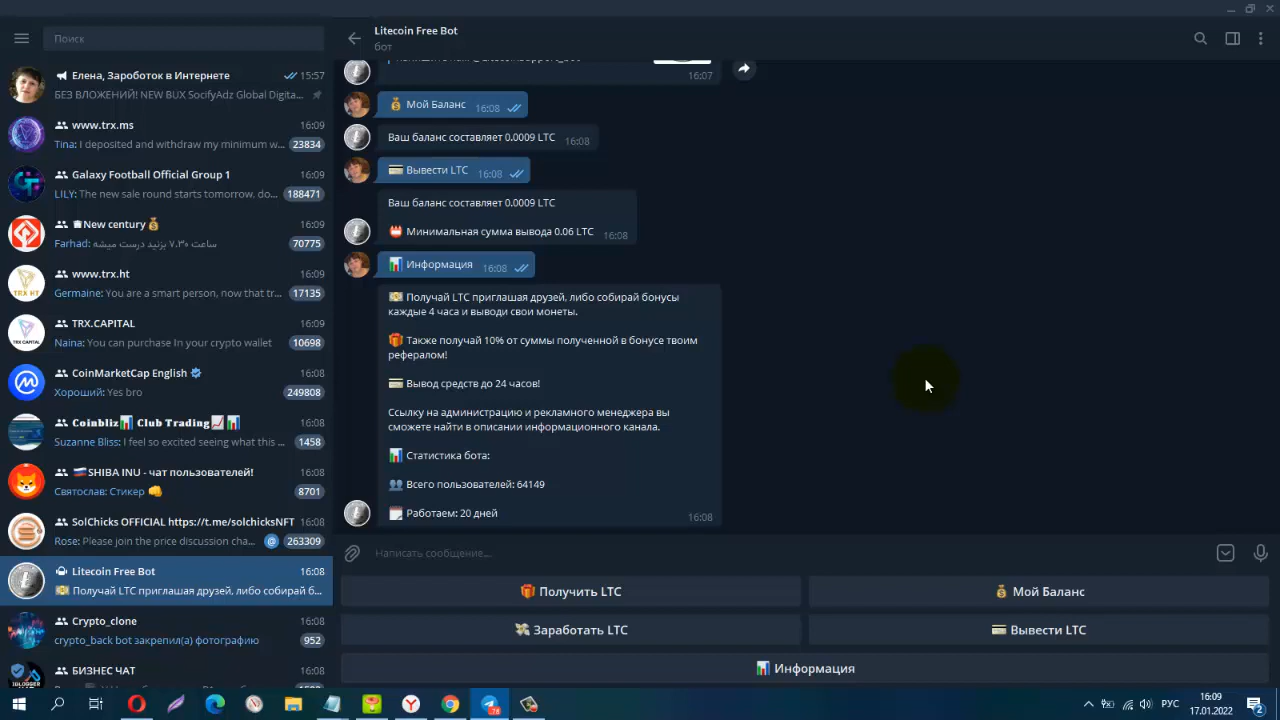 Поиск
Елена, Зароботок в Интернете
15:57
БЕЗ ВЛОЖЕНИЙ! NEW BUX SocifyAdz Global Digita...
www.trx.ms
16:09
Tina: I deposited and withdraw my minimum w...
23834
Galaxy Football Official Group 1
16:09
LILY: The new sale round starts tomorrow, do...
188471
New century
16:09
Farhad: ساعت ۷.۳۰ بزنید درست میشه
70775
www.trx.ht
16:09
Germaine: You are a smart person, now that tr...
17135
TRX.CAPITAL
16:09
Naina: You can purchase In your crypto wallet
10698
CoinMarketCap English
16:09
Хороший: Yes bro
249808
Coinbliz Club Trading
16:08
Suzanne Bliss: I feel so excited seeing what this ...
1458
SHIBA INU - чат пользователей!
16:08
Святослав: Стикер
8701
SolChicks OFFICIAL https://t.me/solchicksNFT
16:08
Rose: Please join the price discussion cha...
@ 263309
Litecoin Free Bot
16:08
Получай LTC приглашая друзей, либо собирай б...
Crypto_clone
16:08
crypto_back bot закрепил(а) фотографию
952
БИЗНЕС ЧАТ
16:08
Litecoin Free Bot
бот
16:07
Мой Баланс 16:08
Ваш баланс составляет 0.0009 LTC 16:08
Вывести LTC 16:08
Ваш баланс составляет 0.0009 LTC
Минимальная сумма вывода 0.06 LTC 16:08
Информация 16:08
Получай LTC приглашая друзей, либо собирай бонусы
каждые 4 часа и выводи свои монеты.
Также получай 10% от суммы полученной в бонусе твоим
рефералом!
Вывод средств до 24 часов!
Ссылку на администрацию и рекламного менеджера вы
сможете найти в описании информационного канала.
Статистика бота:
Всего пользователей: 64149
Работаем: 20 дней
16:08
Написать сообщение...
Получить LTC
Мой Баланс
Заработать LTC
Вывести LTC
Информация
РУС
16:09
17.01.2022